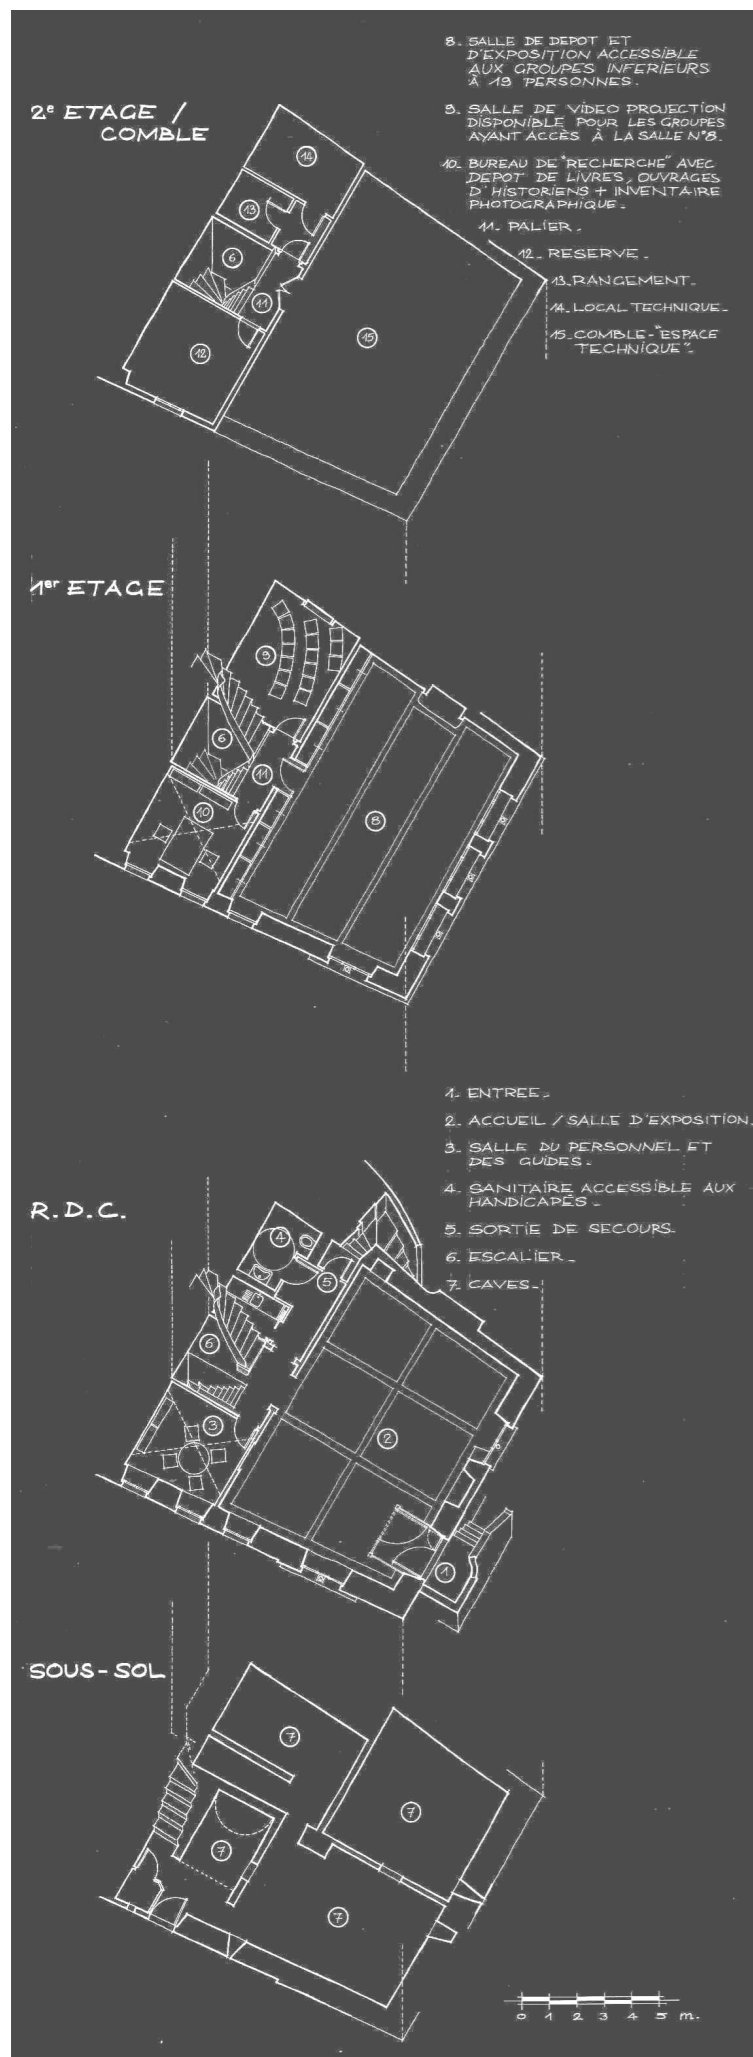 8. SALLE DE DEPOT ET
D'EXPOSITION ACCESSIBLE
AUX GROUPES INFERIEURS
À 19 PERSONNES.
2e ETAGE /
COMBLE
9. SALLE DE VIDEO PROJECTION
DISPONIBLE POUR LES GROUPES
AYANT ACCÈS À LA SALLE N°8.
10. BUREAU DE "RECHERCHE" AVEC
DEPOT DE LIVRES, OUVRAGES
D'HISTORIENS + INVENTAIRE
PHOTOGRAPHIQUE.
11. PALIER.
12. RESERVE.
13. RANGEMENT.
14. LOCAL TECHNIQUE.
15. COMBLE-"ESPACE
TECHNIQUE".
14
13
6
11
15
12
1er ETAGE
9
6
11
10
8
1. ENTREE.
2. ACCUEIL / SALLE D'EXPOSITION.
3. SALLE DU PERSONNEL ET
DES GUIDES.
4. SANITAIRE ACCESSIBLE AUX
HANDICAPÉS.
5. SORTIE DE SECOURS.
6. ESCALIER.
7. CAVES.
R.D.C.
4
5
6
3
2
1
SOUS-SOL
7
7
7
7
0 1 2 3 4 5 m.